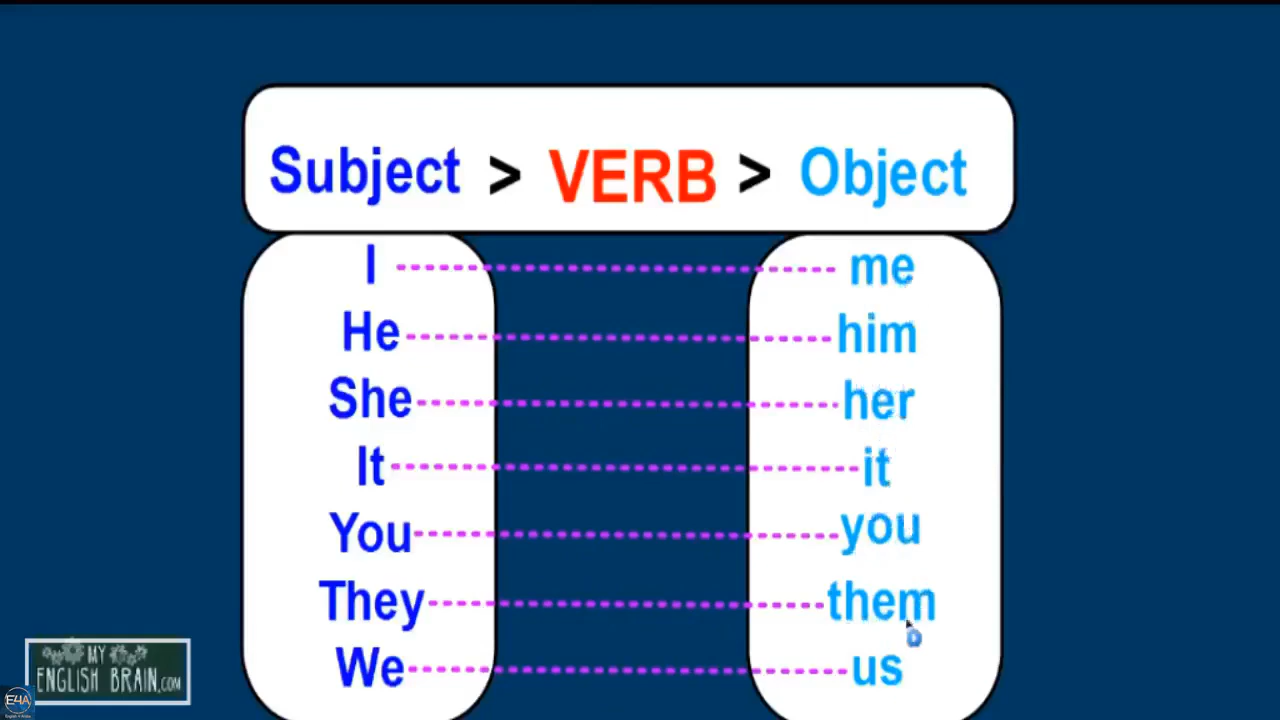 Subject > VERB > Object
I me
He him
She her
It it
You you
They them
We us
MY
ENGLISH BRAIN.COM
E4A